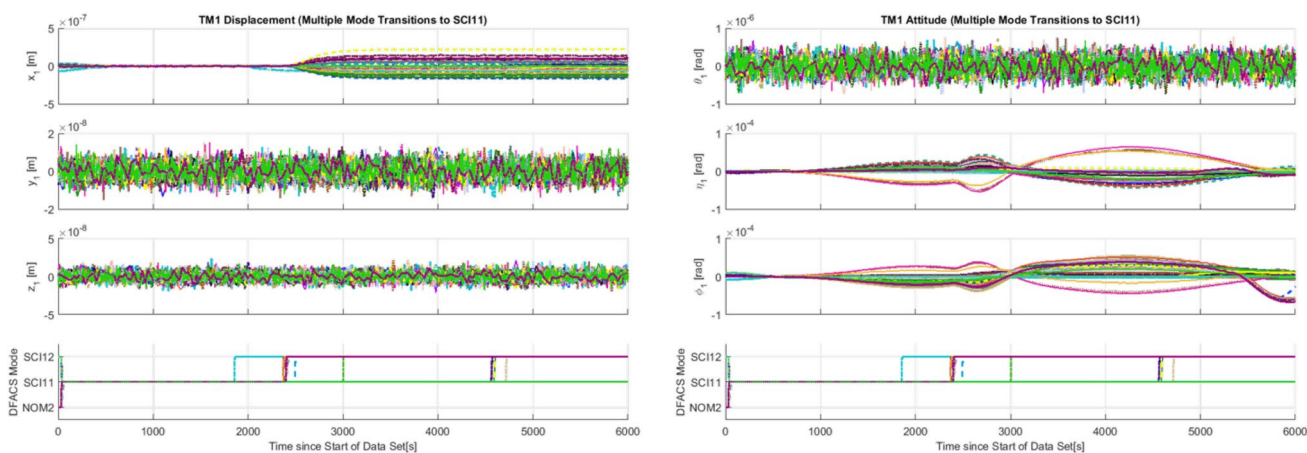 TM1 Displacement (Multiple Mode Transitions to SCI11)
×10^-7
5
0
-5
x_1 [m]
×10^-8
2
0
-2
y_1 [m]
×10^-8
5
0
-5
z_1 [m]
SCI12
SCI11
NOM2
DFACS Mode
0 1000 2000 3000 4000 5000 6000
Time since Start of Data Set[s]
TM1 Attitude (Multiple Mode Transitions to SCI11)
×10^-6
1
0
-1
θ_1 [rad]
×10^-4
1
0
-1
η_1 [rad]
×10^-4
1
0
-1
ϕ_1 [rad]
SCI12
SCI11
NOM2
DFACS Mode
0 1000 2000 3000 4000 5000 6000
Time since Start of Data Set[s]